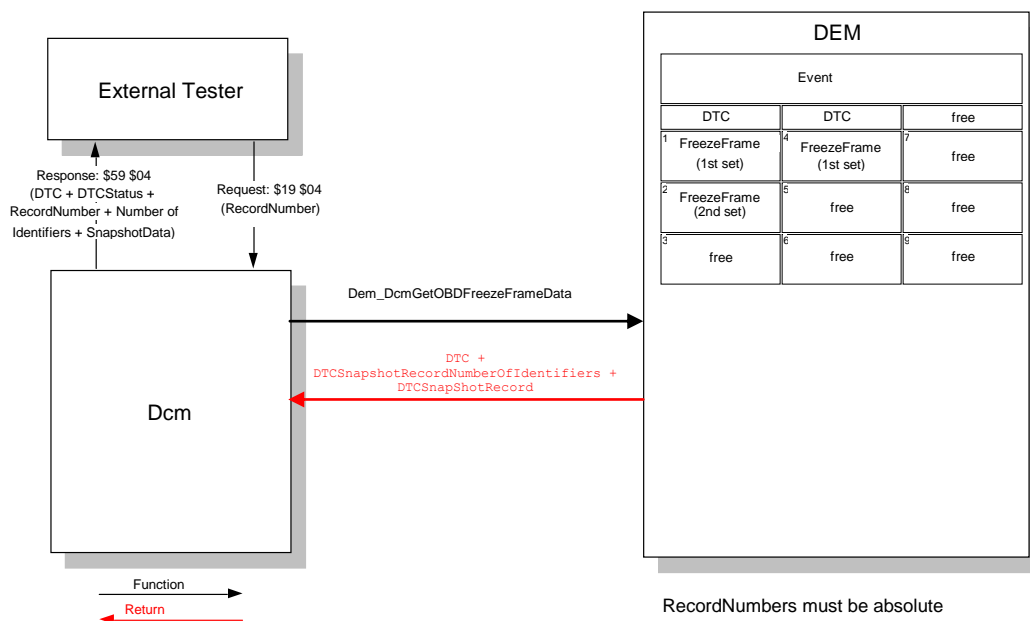 External Tester
Response: $59 $04
(DTC + DTCStatus +
RecordNumber + Number of
Identifiers + SnapshotData)
Request: $19 $04
(RecordNumber)
Dcm
Dem_DcmGetOBDFreezeFrameData
DTC +
DTCSnapshotRecordNumberOfIdentifiers +
DTCSnapShotRecord
DEM
Event
DTC DTC free
1 FreezeFrame
(1st set)
4 FreezeFrame
(1st set)
7 free
2 FreezeFrame
(2nd set)
5 free
8 free
3 free
6 free
9 free
Function
Return
RecordNumbers must be absolute